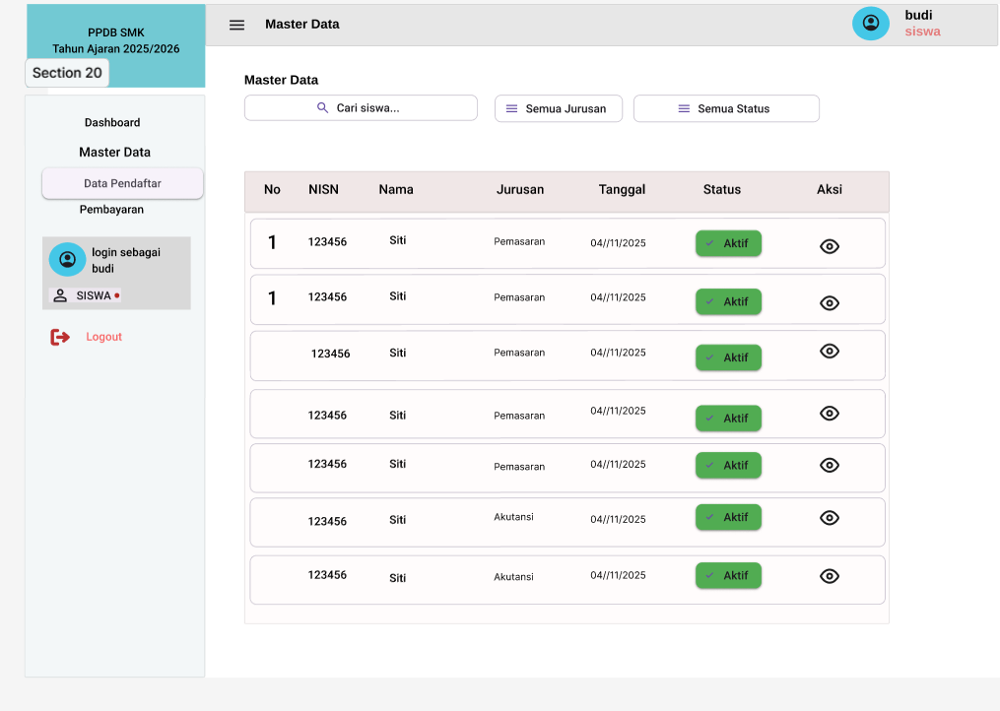 PPDB SMK
Tahun Ajaran 2025/2026
Section 20
Master Data
budi
siswa
Dashboard
Master Data
Data Pendaftar
Pembayaran
login sebagai
budi
SISWA
Logout
Master Data
Cari siswa...
Semua Jurusan
Semua Status
No NISN Nama Jurusan Tanggal Status Aksi
1 123456 Siti Pemasaran 04//11/2025 Aktif
1 123456 Siti Pemasaran 04//11/2025 Aktif
123456 Siti Pemasaran 04//11/2025 Aktif
123456 Siti Pemasaran 04//11/2025 Aktif
123456 Siti Pemasaran 04//11/2025 Aktif
123456 Siti Akutansi 04//11/2025 Aktif
123456 Siti Akutansi 04//11/2025 Aktif